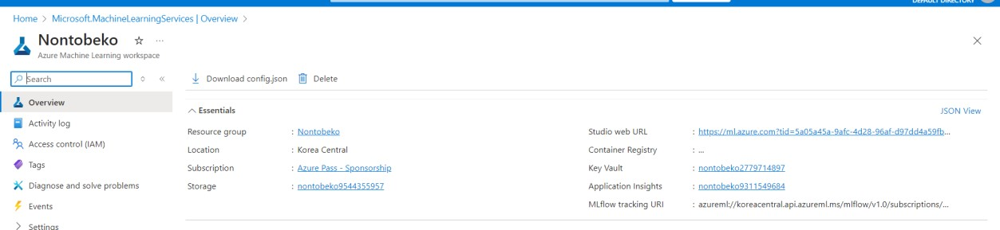 DEFAULT DIRECTORY
Home > Microsoft.MachineLearningServices | Overview >
Nontobeko ☆ ...
Azure Machine Learning workspace
Search
Download config.json
Delete
Overview
Activity log
Access control (IAM)
Tags
Diagnose and solve problems
Events
Settings
Essentials
JSON View
Resource group : Nontobeko
Location : Korea Central
Subscription : Azure Pass - Sponsorship
Storage : nontobeko9544355957
Studio web URL : https://ml.azure.com?tid=5a05a45a-9afc-4d28-96af-d97dd4a59fb...
Container Registry : ...
Key Vault : nontobeko2779714897
Application Insights : nontobeko9311549684
MLflow tracking URI : azureml://koreacentral.api.azureml.ms/mlflow/v1.0/subscriptions/...